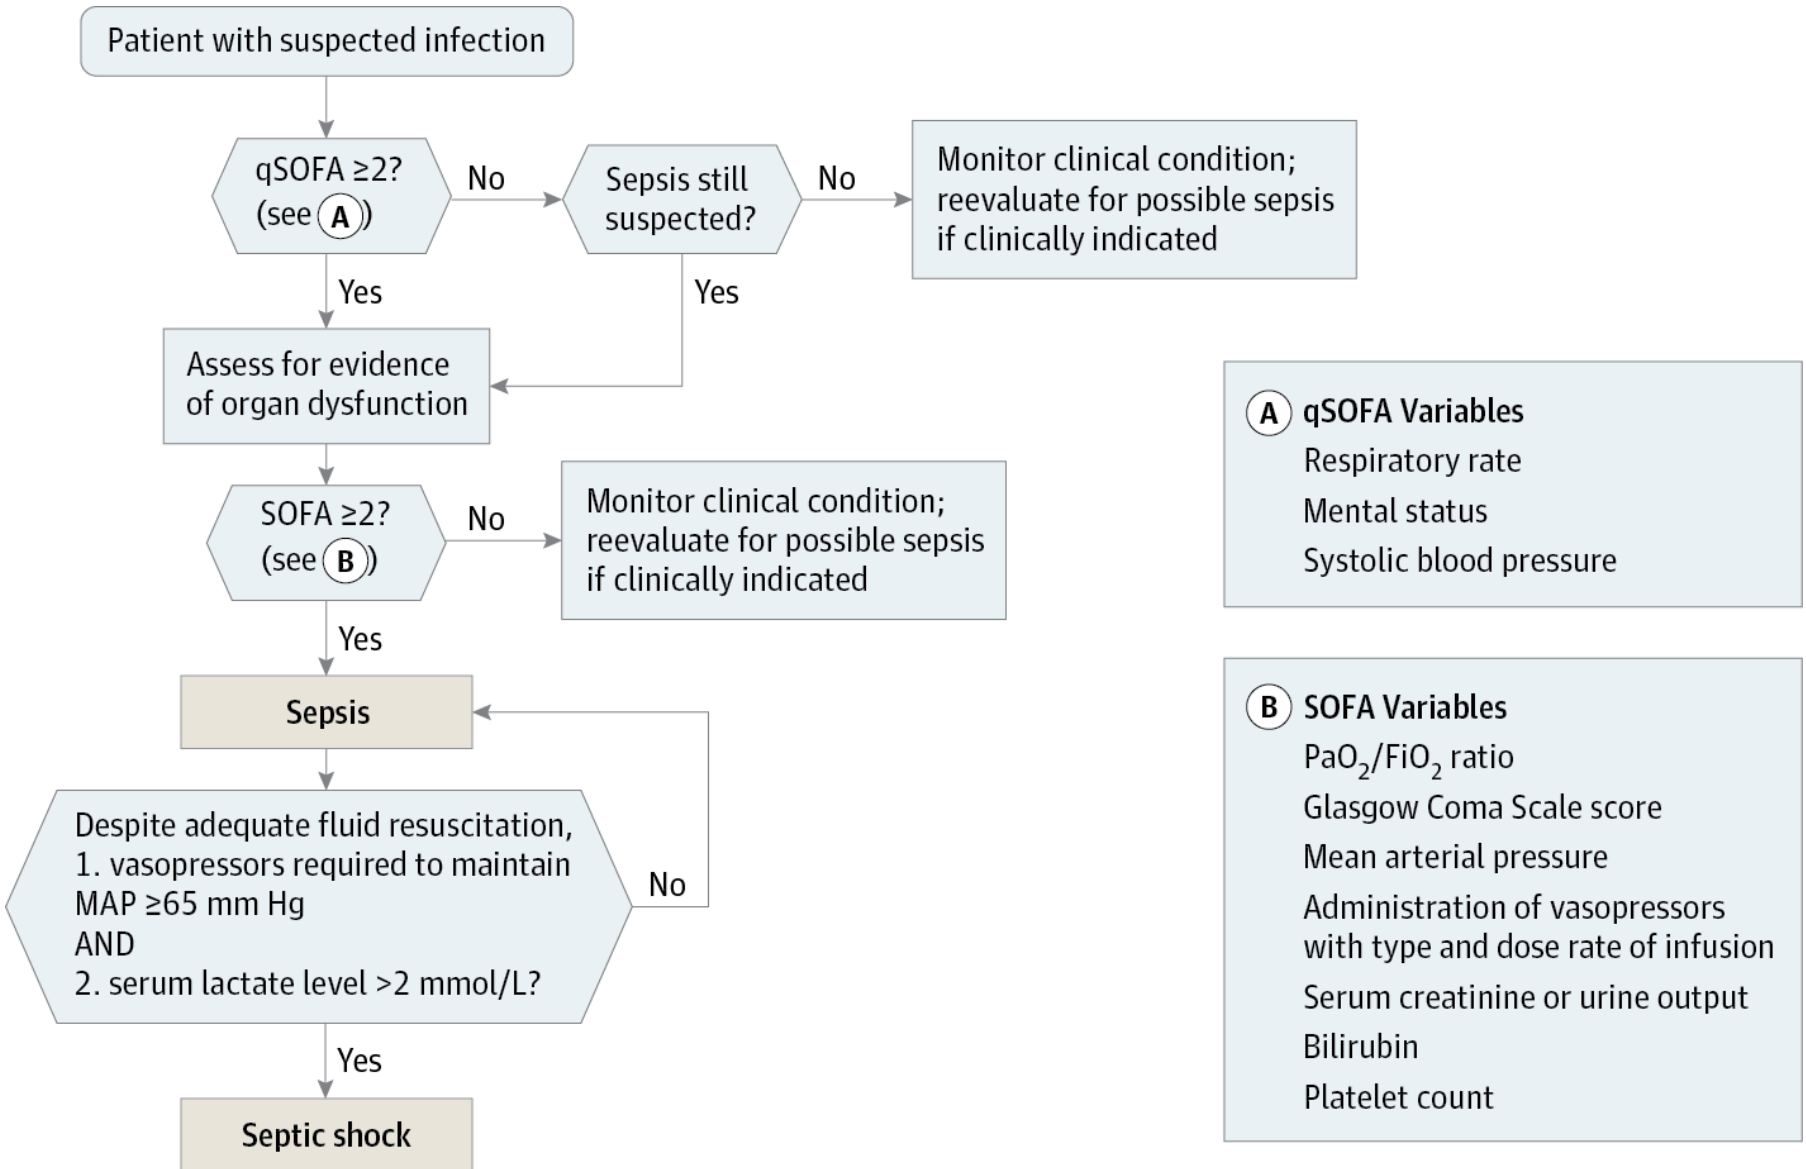 Patient with suspected infection
qSOFA ≥2?
(see A)
No
Sepsis still
suspected?
No
Monitor clinical condition;
reevaluate for possible sepsis
if clinically indicated
Yes
Yes
Assess for evidence
of organ dysfunction
SOFA ≥2?
(see B)
No
Monitor clinical condition;
reevaluate for possible sepsis
if clinically indicated
Yes
Sepsis
Despite adequate fluid resuscitation,
1. vasopressors required to maintain
MAP ≥65 mm Hg
AND
2. serum lactate level >2 mmol/L?
No
Yes
Septic shock
A qSOFA Variables
Respiratory rate
Mental status
Systolic blood pressure
B SOFA Variables
PaO₂/FiO₂ ratio
Glasgow Coma Scale score
Mean arterial pressure
Administration of vasopressors
with type and dose rate of infusion
Serum creatinine or urine output
Bilirubin
Platelet count